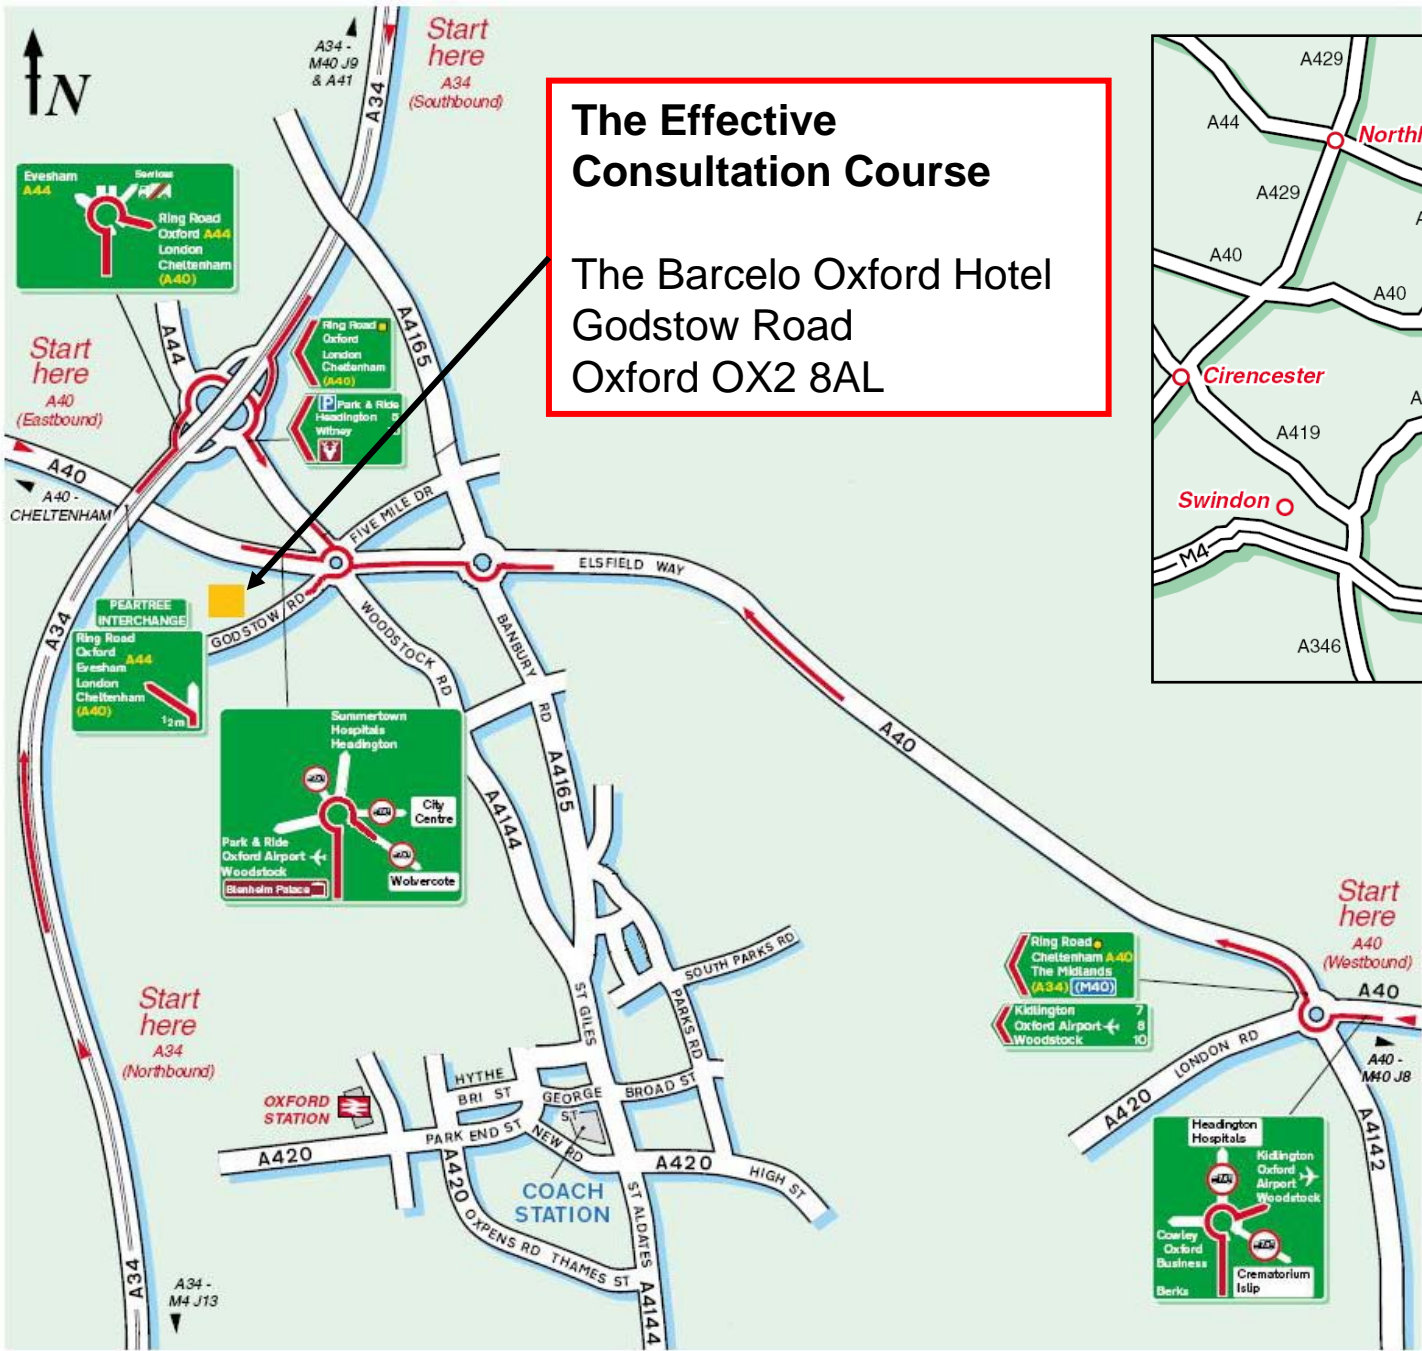 N
A34 -
M40 J9
& A41
Start
here
A34
(Southbound)
A34
The Effective
Consultation Course
The Barcelo Oxford Hotel
Godstow Road
Oxford OX2 8AL
A429
A44
A429
A40
A40
Cirencester
A419
Swindon
M4
A346
Evesham
A44
Services
Ring Road
Oxford A44
London
Cheltenham
(A40)
A44
A4165
Ring Road
Oxford
London
Cheltenham
(A40)
P Park & Ride
Headington
Witney
Start
here
A40
(Eastbound)
A40
A40 -
CHELTENHAM
FIVE MILE DR
ELSFIELD WAY
GODSTOW RD
WOODSTOCK RD
BANBURY RD
A34
PEARTREE
INTERCHANGE
Ring Road
Oxford
Evesham A44
London
Cheltenham
(A40)
1/2m
Summertown
Hospitals
Headington
City
Centre
Park & Ride
Oxford Airport
Woodstock
Blenheim Palace
Wolvercote
A4165
A4144
A40
Start
here
A40
(Westbound)
A40
Ring Road
Cheltenham A40
The Midlands
(A34) (M40)
Kidlington 7
Oxford Airport 8
Woodstock 10
A40 -
M40 J8
LONDON RD
A420
A4142
Headington
Hospitals
Kidlington
Oxford
Airport
Woodstock
Cowley
Oxford
Business
Berks
Crematorium
Islip
Start
here
A34
(Northbound)
SOUTH PARKS RD
PARKS RD
ST GILES
OXFORD
STATION
HYTHE
BRI ST
GEORGE
ST
BROAD ST
PARK END ST
NEW RD
A420
A420
HIGH ST
COACH
STATION
A420
OXPENS RD
THAMES ST
ST ALDATES
A4144
A34
A34 -
M4 J13